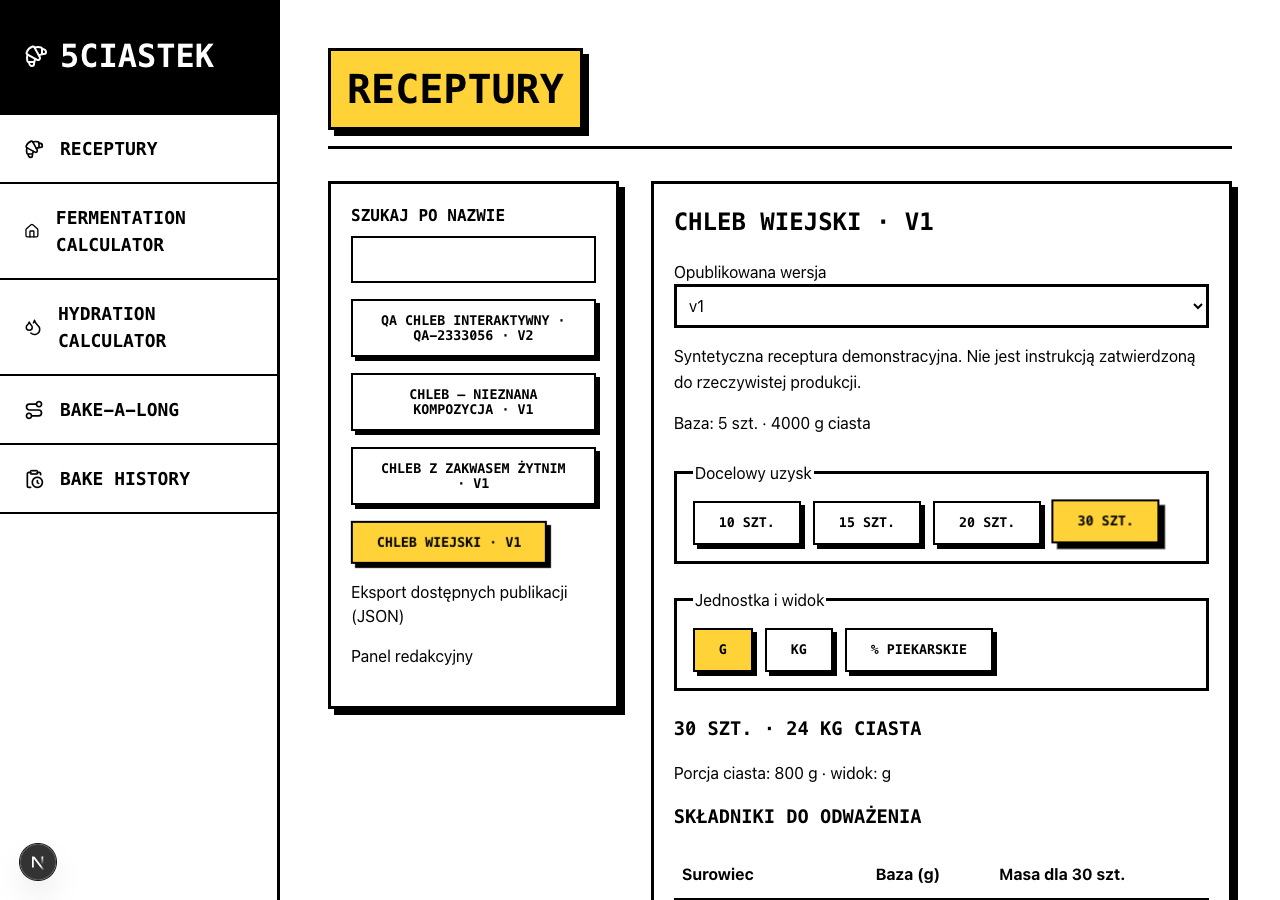 5CIASTEK
RECEPTURY
FERMENTATION
CALCULATOR
HYDRATION
CALCULATOR
BAKE–A–LONG
BAKE HISTORY
RECEPTURY
SZUKAJ PO NAZWIE
QA CHLEB INTERAKTYWNY ·
QA–2333056 · V2
CHLEB — NIEZNANA
KOMPOZYCJA · V1
CHLEB Z ZAKWASEM ŻYTNIM
· V1
CHLEB WIEJSKI · V1
Eksport dostępnych publikacji
(JSON)
Panel redakcyjny
CHLEB WIEJSKI · V1
Opublikowana wersja
v1
Syntetyczna receptura demonstracyjna. Nie jest instrukcją zatwierdzoną
do rzeczywistej produkcji.
Baza: 5 szt. · 4000 g ciasta
Docelowy uzysk
10 SZT. 15 SZT. 20 SZT. 30 SZT.
Jednostka i widok
G KG % PIEKARSKIE
30 SZT. · 24 KG CIASTA
Porcja ciasta: 800 g · widok: g
SKŁADNIKI DO ODWAŻENIA
Surowiec Baza (g) Masa dla 30 szt.
N